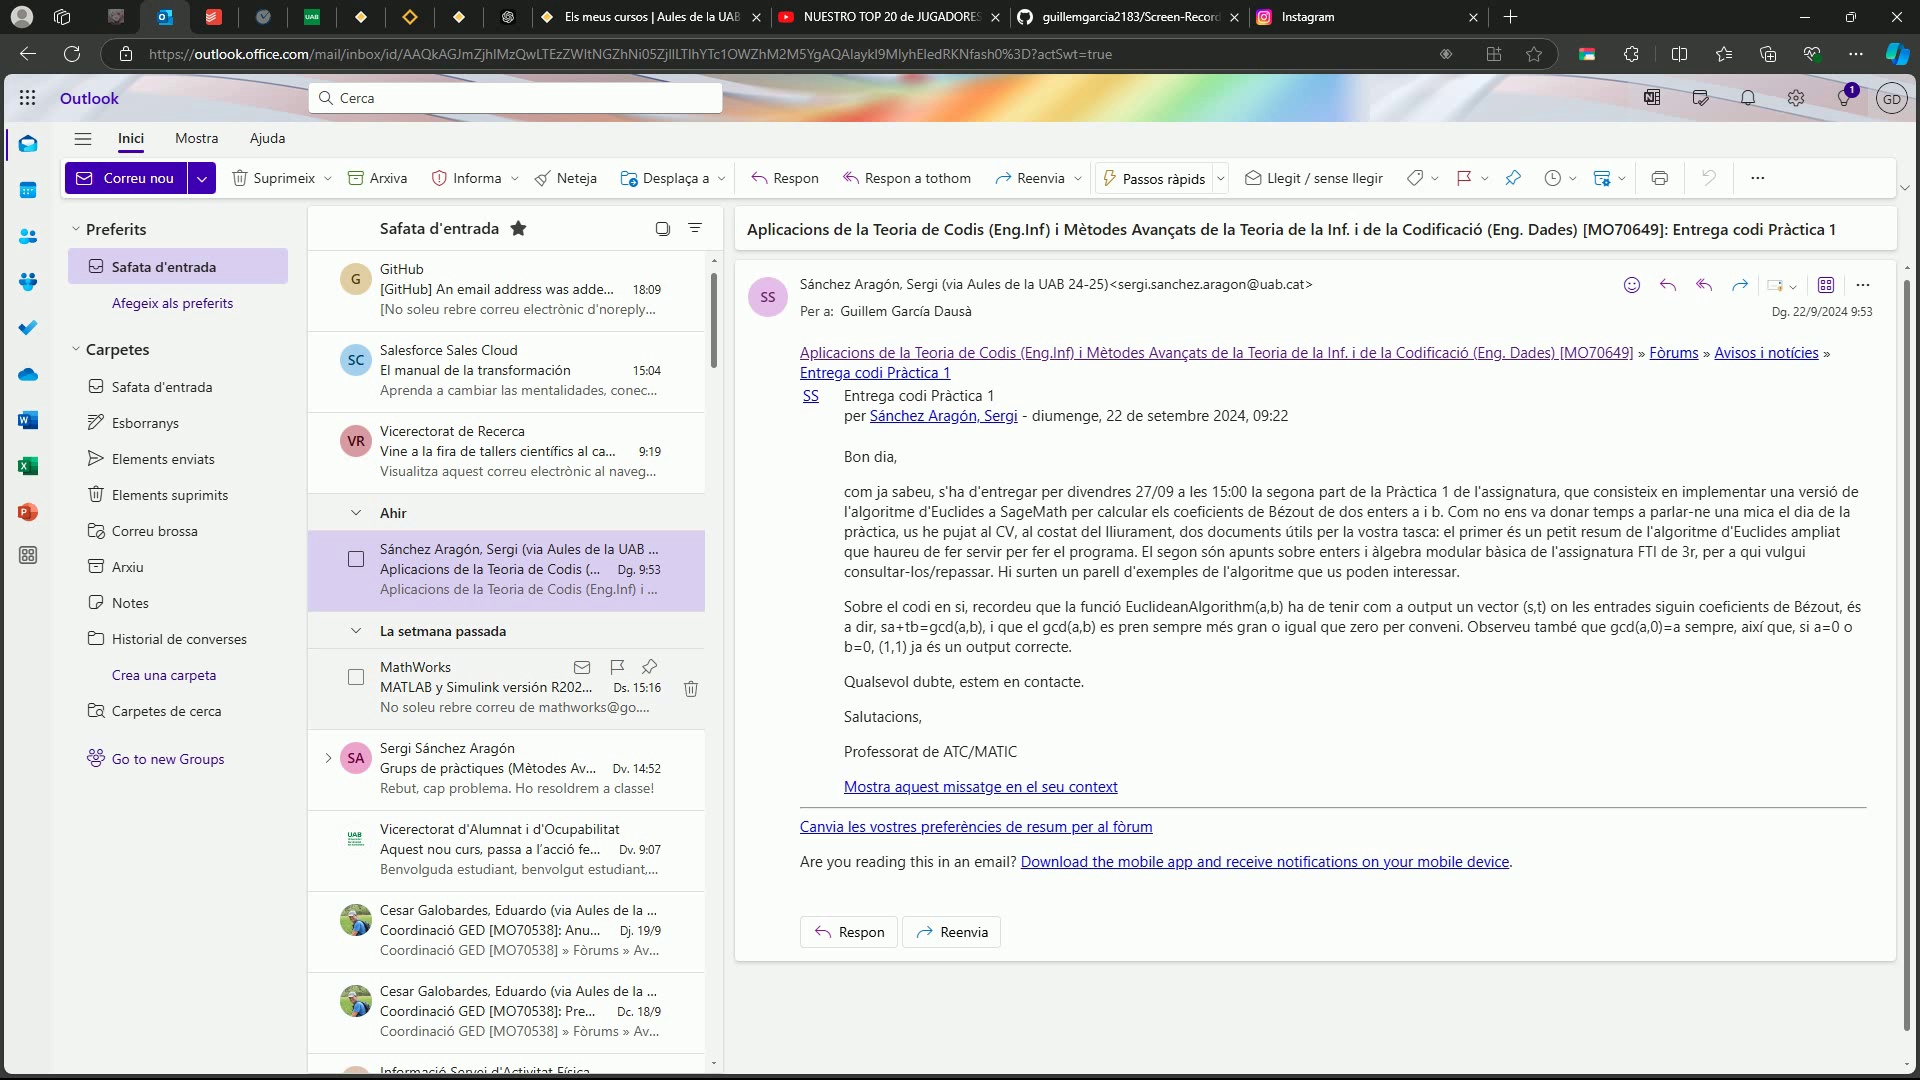 Els meus cursos | Aules de la UAB
NUESTRO TOP 20 de JUGADORES
guillemgarcia2183/Screen-Record
Instagram
https://outlook.office.com/mail/inbox/id/
?actSwt=true
Outlook
Cerca
1
GD
Inici
Mostra
Ajuda
Correu nou
Suprimeix
Arxiva
Informa
Neteja
Desplaça a
Respon
Respon a tothom
Reenvia
Passos ràpids
Llegit / sense llegir
Preferits
Safata d'entrada
Afegeix als preferits
Carpetes
Safata d'entrada
Esborranys
Elements enviats
Elements suprimits
Correu brossa
Arxiu
Notes
Historial de converses
Crea una carpeta
Carpetes de cerca
Go to new Groups
Safata d'entrada
G
GitHub
[GitHub] An email address was adde... 18:09
[No soleu rebre correu electrònic d'noreply...
SC
Salesforce Sales Cloud
El manual de la transformación 15:04
Aprenda a cambiar las mentalidades, conec...
VR
Vicerectorat de Recerca
Vine a la fira de tallers científics al ca... 9:19
Visualitza aquest correu electrònic al naveg...
Ahir
Sánchez Aragón, Sergi (via Aules de la UAB ...
Aplicacions de la Teoria de Codis (... Dg. 9:53
Aplicacions de la Teoria de Codis (Eng.Inf) i ...
La setmana passada
MathWorks
MATLAB y Simulink versión R202... Ds. 15:16
No soleu rebre correu de mathworks@go....
SA
Sergi Sánchez Aragón
Grups de pràctiques (Mètodes Av... Dv. 14:52
Rebut, cap problema. Ho resoldrem a classe!
UAB
Vicerectorat d'Alumnat i d'Ocupabilitat
Aquest nou curs, passa a l'acció fe... Dv. 9:07
Benvolguda estudiant, benvolgut estudiant,...
Cesar Galobardes, Eduardo (via Aules de la ...
Coordinació GED [MO70538]: Anu... Dj. 19/9
Coordinació GED [MO70538] » Fòrums » Av...
Cesar Galobardes, Eduardo (via Aules de la ...
Coordinació GED [MO70538]: Pre... Dc. 18/9
Coordinació GED [MO70538] » Fòrums » Av...
Informació Servei d'Activitat Física
Aplicacions de la Teoria de Codis (Eng.Inf) i Mètodes Avançats de la Teoria de la Inf. i de la Codificació (Eng. Dades) [MO70649]: Entrega codi Pràctica 1
SS
Sánchez Aragón, Sergi (via Aules de la UAB 24-25)<sergi.sanchez.aragon@uab.cat>
Per a: Guillem García Dausà
Dg. 22/9/2024 9:53
Aplicacions de la Teoria de Codis (Eng.Inf) i Mètodes Avançats de la Teoria de la Inf. i de la Codificació (Eng. Dades) [MO70649] » Fòrums » Avisos i notícies »
Entrega codi Pràctica 1
SS Entrega codi Pràctica 1
per Sánchez Aragón, Sergi - diumenge, 22 de setembre 2024, 09:22
Bon dia,
com ja sabeu, s'ha d'entregar per divendres 27/09 a les 15:00 la segona part de la Pràctica 1 de l'assignatura, que consisteix en implementar una versió de
l'algoritme d'Euclides a SageMath per calcular els coeficients de Bézout de dos enters a i b. Com no ens va donar temps a parlar-ne una mica el dia de la
pràctica, us he pujat al CV, al costat del lliurament, dos documents útils per la vostra tasca: el primer és un petit resum de l'algoritme d'Euclides ampliat
que haureu de fer servir per fer el programa. El segon són apunts sobre enters i àlgebra modular bàsica de l'assignatura FTI de 3r, per a qui vulgui
consultar-los/repassar. Hi surten un parell d'exemples de l'algoritme que us poden interessar.
Sobre el codi en si, recordeu que la funció EuclideanAlgorithm(a,b) ha de tenir com a output un vector (s,t) on les entrades siguin coeficients de Bézout, és
a dir, sa+tb=gcd(a,b), i que el gcd(a,b) es pren sempre més gran o igual que zero per conveni. Observeu també que gcd(a,0)=a sempre, així que, si a=0 o
b=0, (1,1) ja és un output correcte.
Qualsevol dubte, estem en contacte.
Salutacions,
Professorat de ATC/MATIC
Mostra aquest missatge en el seu context
Canvia les vostres preferències de resum per al fòrum
Are you reading this in an email? Download the mobile app and receive notifications on your mobile device.
Respon
Reenvia